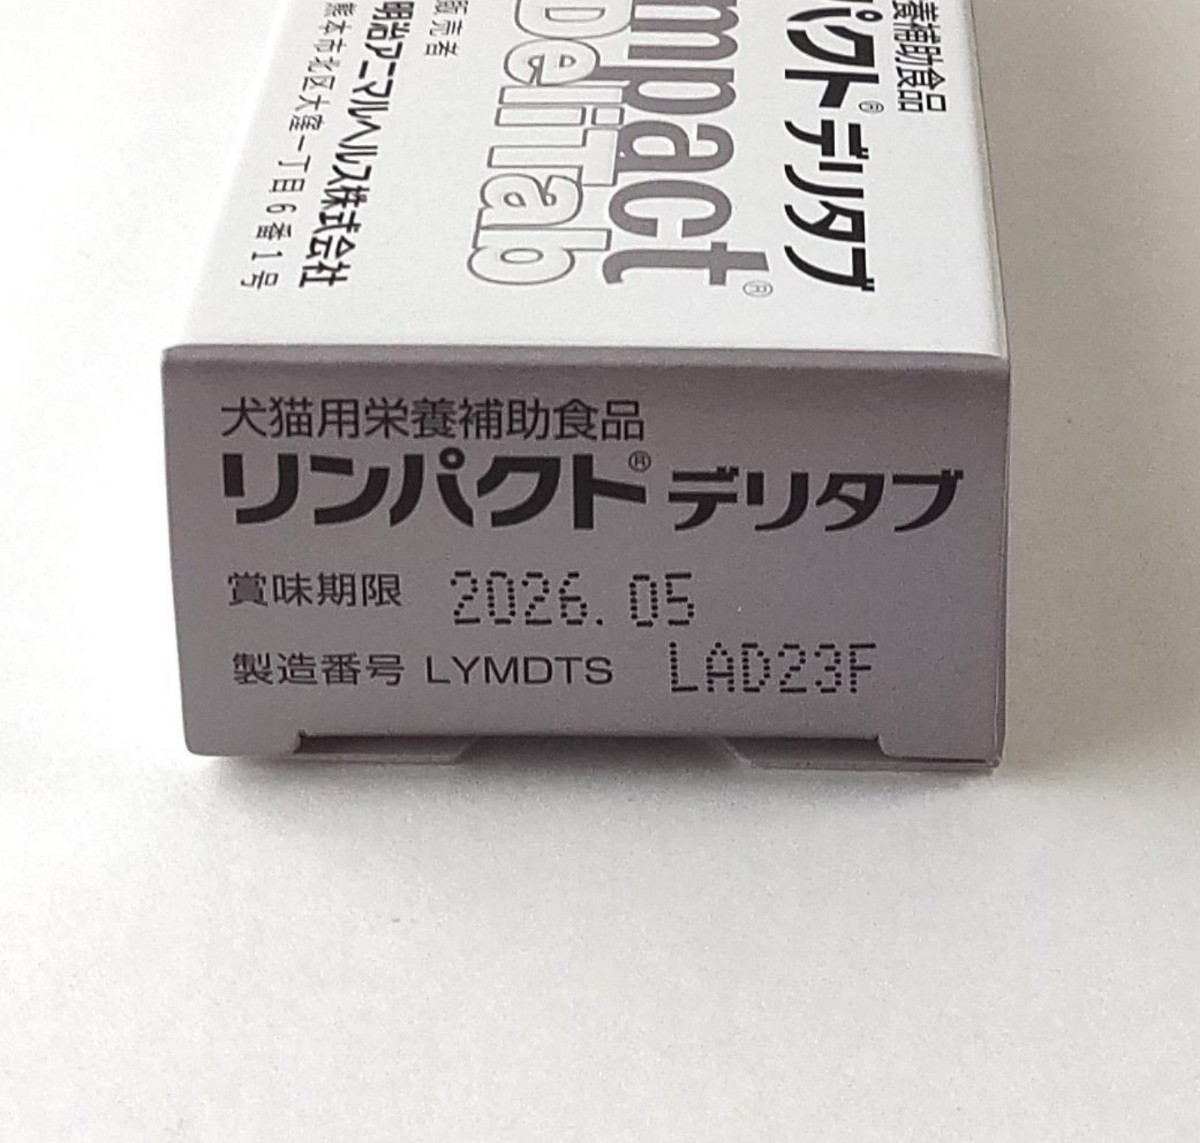 養補助食品
パクト® デリタブ
mpact®
DeliTab
販売者
明治アニマルヘルス株式会社
熊本市北区大窪一丁目6番1号
犬猫用栄養補助食品
リンパクト® デリタブ
賞味期限 2026.05
製造番号 LYMDTS LAD23F